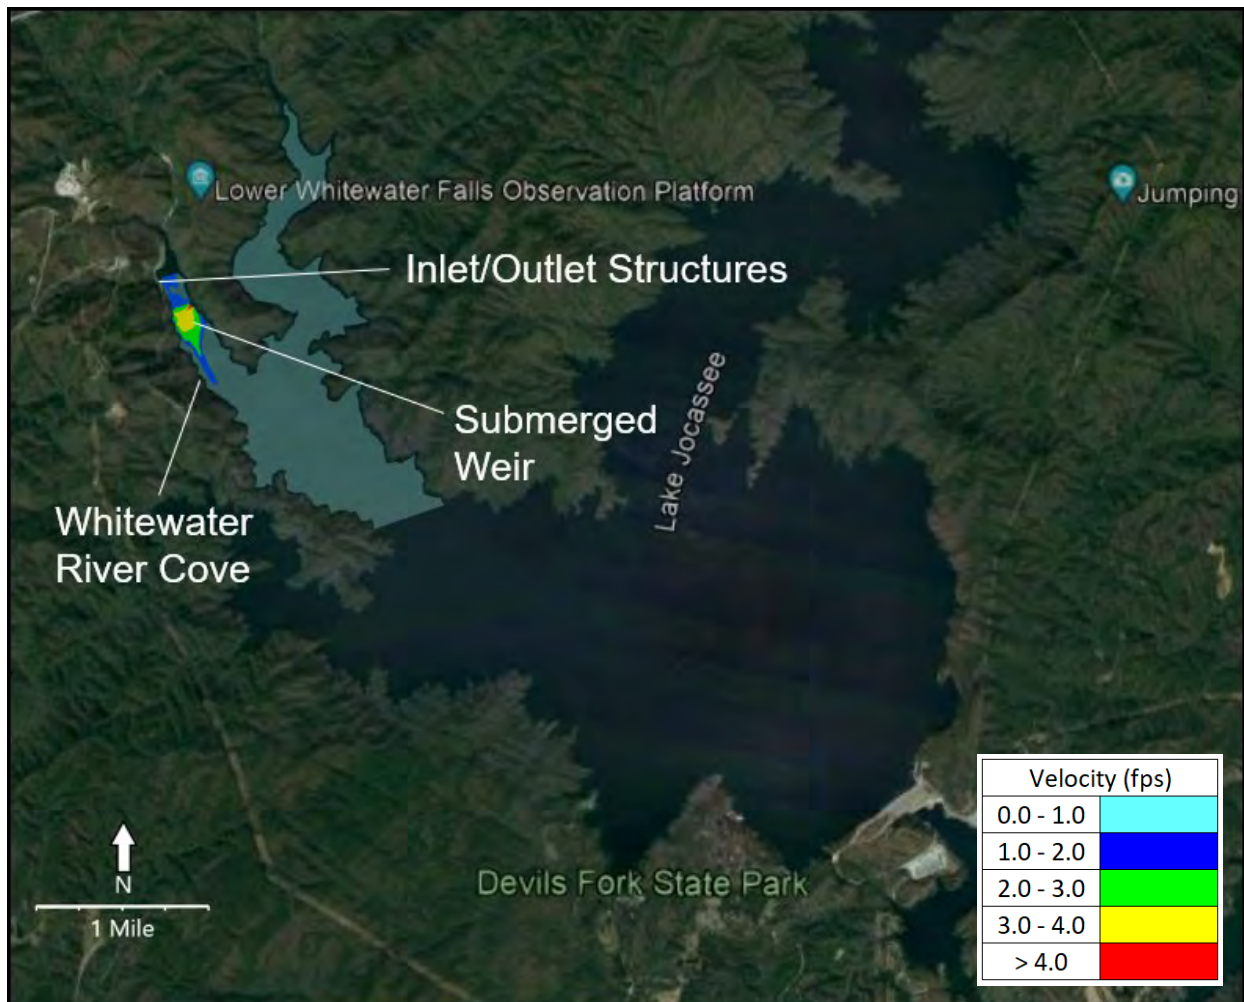 Lower Whitewater Falls Observation Platform
Jumping
Inlet/Outlet Structures
Lake Jocassee
Submerged
Weir
Whitewater
River Cove
Devils Fork State Park
N
1 Mile
Velocity (fps)
0.0 - 1.0
1.0 - 2.0
2.0 - 3.0
3.0 - 4.0
> 4.0